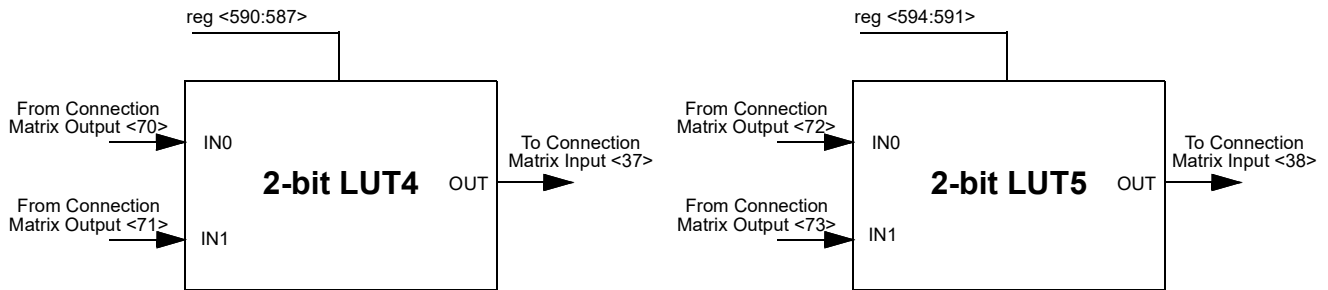 reg <590:587>
From Connection
Matrix Output <70>
IN0
2-bit LUT4
OUT
To Connection
Matrix Input <37>
From Connection
Matrix Output <71>
IN1
reg <594:591>
From Connection
Matrix Output <72>
IN0
2-bit LUT5
OUT
To Connection
Matrix Input <38>
From Connection
Matrix Output <73>
IN1